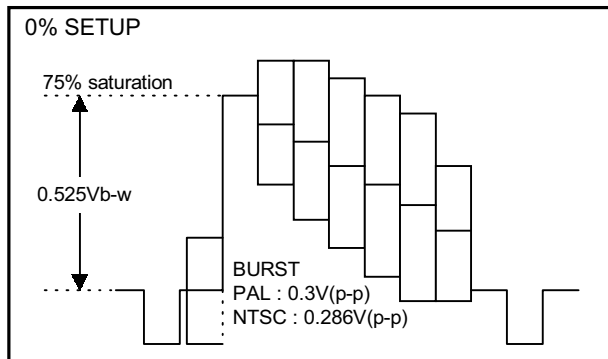 0% SETUP
75% saturation
0.525Vb-w
BURST
PAL : 0.3V(p-p)
NTSC : 0.286V(p-p)